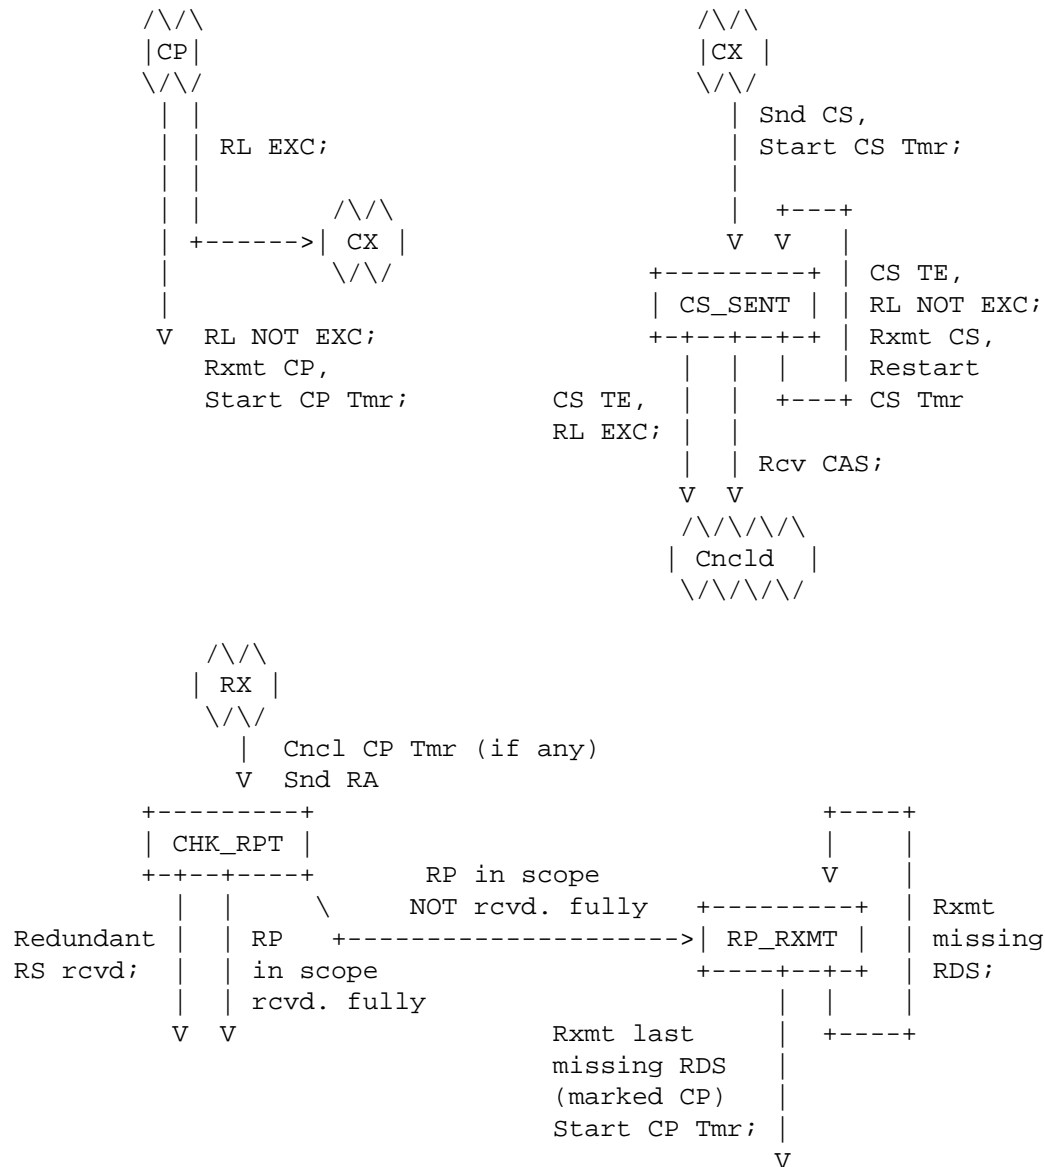 CP
RL EXC;
CX
RL NOT EXC;
Rxmt CP,
Start CP Tmr;
CX
Snd CS,
Start CS Tmr;
CS_SENT
CS TE,
RL NOT EXC;
Rxmt CS,
Restart
CS Tmr
CS TE,
RL EXC;
Rcv CAS;
Cncld
RX
Cncl CP Tmr (if any)
Snd RA
CHK_RPT
Redundant
RS rcvd;
RP
in scope
rcvd. fully
RP in scope
NOT rcvd. fully
RP_RXMT
Rxmt
missing
RDS;
Rxmt last
missing RDS
(marked CP)
Start CP Tmr;